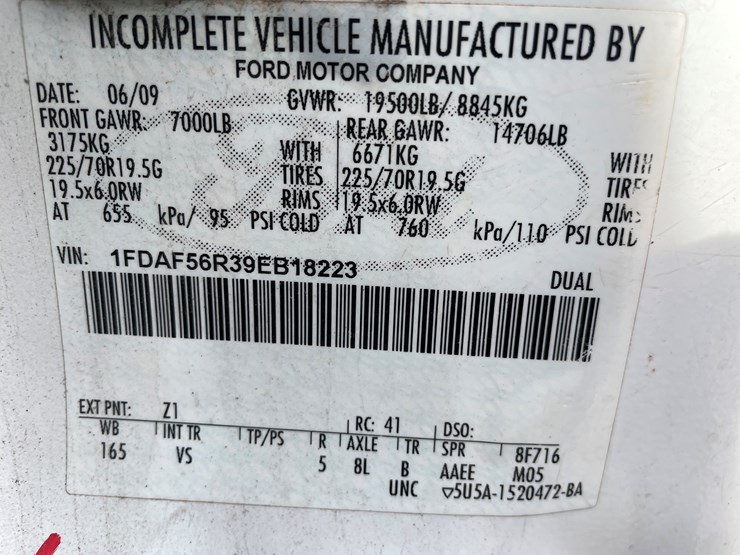 INCOMPLETE VEHICLE MANUFACTURED BY
FORD MOTOR COMPANY
DATE: 06/09 GVWR: 19500LB/ 8845KG
FRONT GAWR: 7000LB REAR GAWR: 14706LB
3175KG WITH 6671KG WITH
225/70R19.5G TIRES 225/70R19.5G TIRES
19.5x6.0RW RIMS 19.5x6.0RW RIMS
AT 655 kPa/ 95 PSI COLD AT 760 kPa/110 PSI COLD
VIN: 1FDAF56R39EB18223 DUAL
EXT PNT: Z1 RC: 41 DSO:
WB INT TR TP/PS R AXLE TR SPR 8F716
165 VS 5 8L B AAEE M05
UNC ▽5U5A-1520472-BA